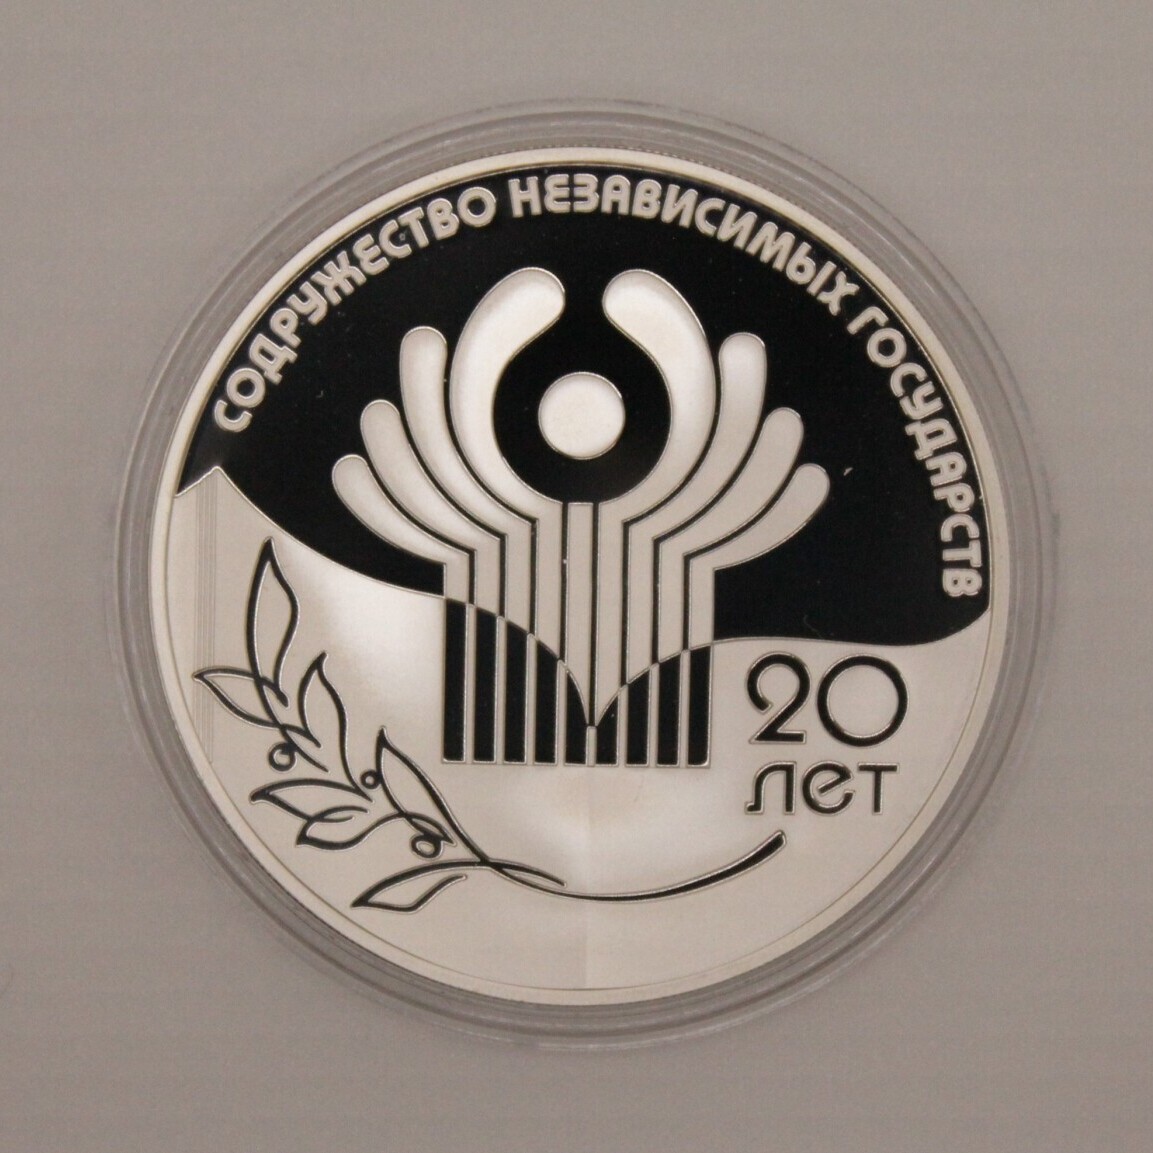 СОДРУЖЕСТВО НЕЗАВИСИМЫХ ГОСУДАРСТВ
20
лет